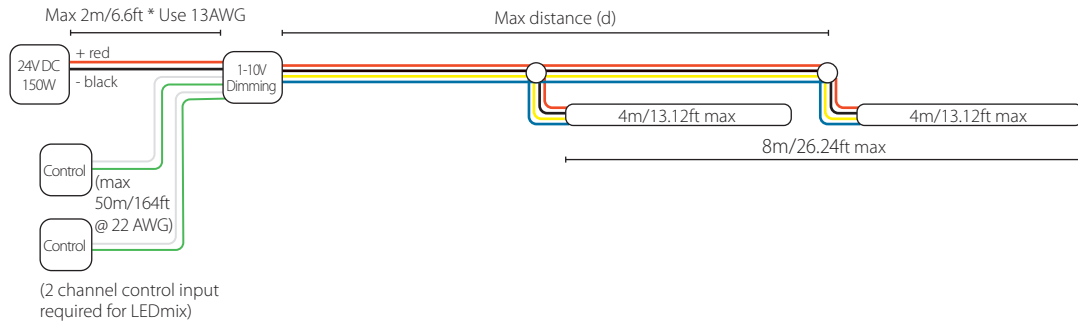 Max 2m/6.6ft * Use 13AWG
Max distance (d)
24V DC
150W
+ red
- black
1-10V
Dimming
4m/13.12ft max
4m/13.12ft max
8m/26.24ft max
Control
(max
50m/164ft
@ 22 AWG)
Control
(2 channel control input
required for LEDmix)